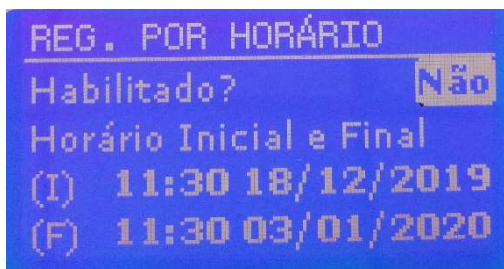 REG. POR HORÁRIO
Habilitado? Não
Horário Inicial e Final
(I) 11:30 18/12/2019
(F) 11:30 03/01/2020